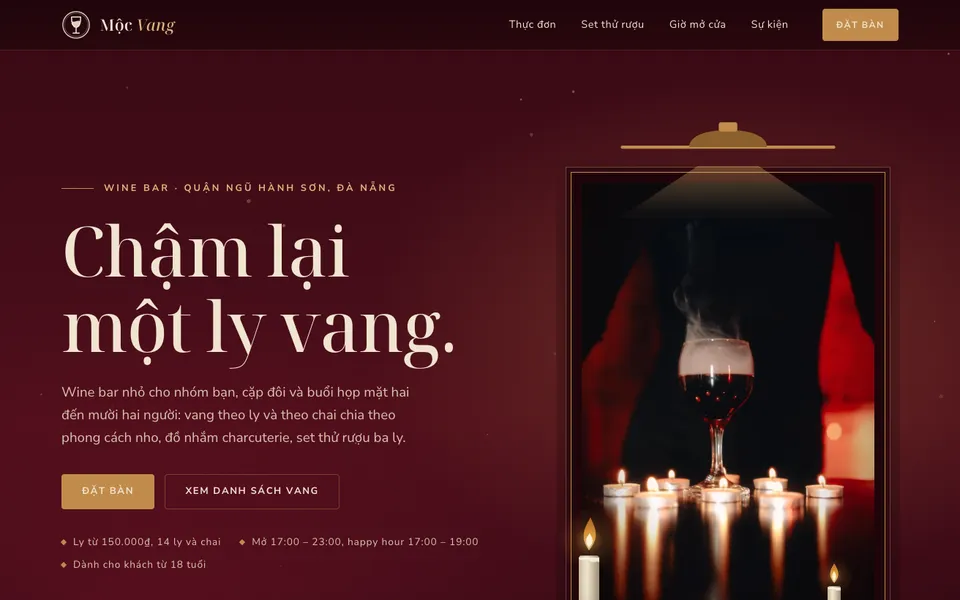 Mộc Vang
Thực đơn
Set thử rượu
Giờ mở cửa
Sự kiện
ĐẶT BÀN
WINE BAR · QUẬN NGŨ HÀNH SƠN, ĐÀ NẴNG
Chậm lại
một ly vang.
Wine bar nhỏ cho nhóm bạn, cặp đôi và buổi họp mặt hai
đến mười hai người: vang theo ly và theo chai chia theo
phong cách nho, đồ nhắm charcuterie, set thử rượu ba ly.
ĐẶT BÀN
XEM DANH SÁCH VANG
Ly từ 150.000₫, 14 ly và chai
Mở 17:00 – 23:00, happy hour 17:00 – 19:00
Dành cho khách từ 18 tuổi